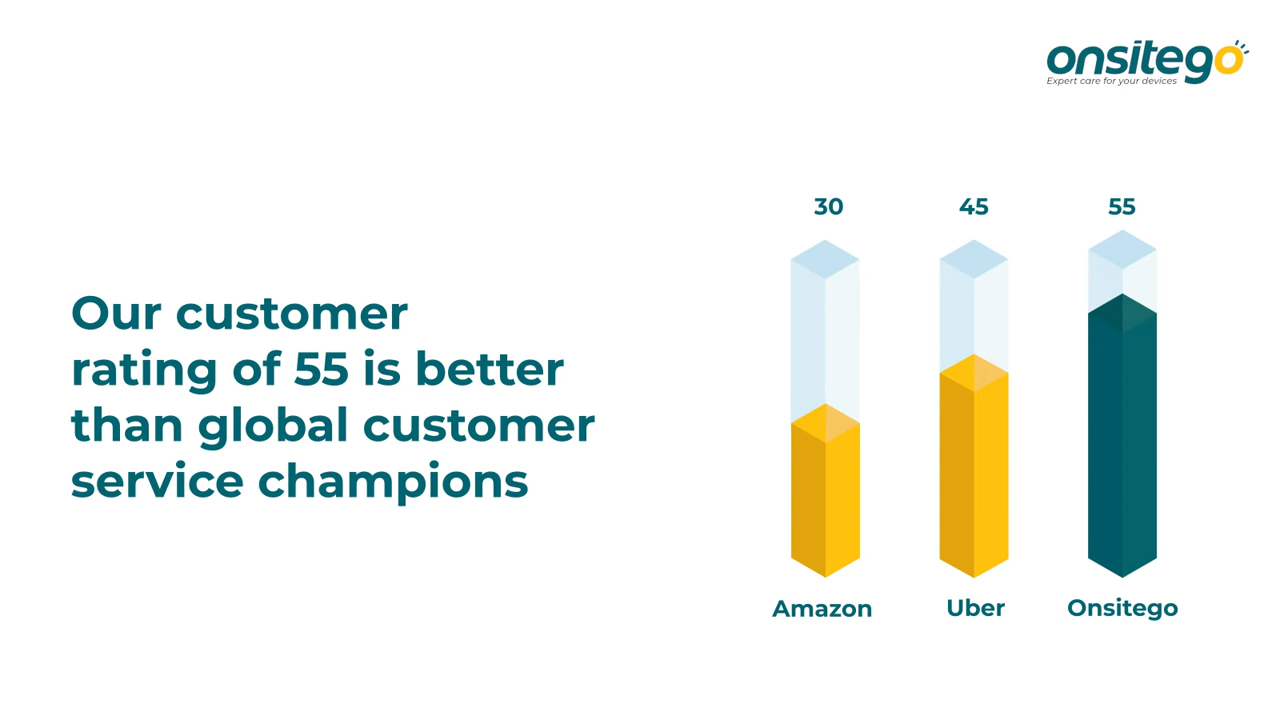 onsitego
Expert care for your devices
Our customer
rating of 55 is better
than global customer
service champions
30 45 55
Amazon Uber Onsitego